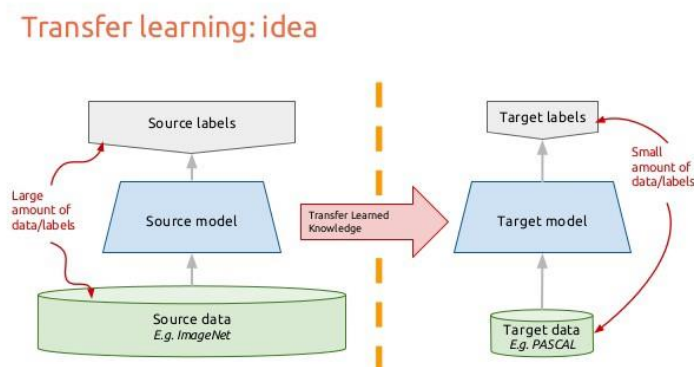 Transfer learning: idea
Source labels
Large
amount of
data/labels
Source model
Source data
E.g. ImageNet
Transfer Learned
Knowledge
Target labels
Small
amount of
data/labels
Target model
Target data
E.g. PASCAL